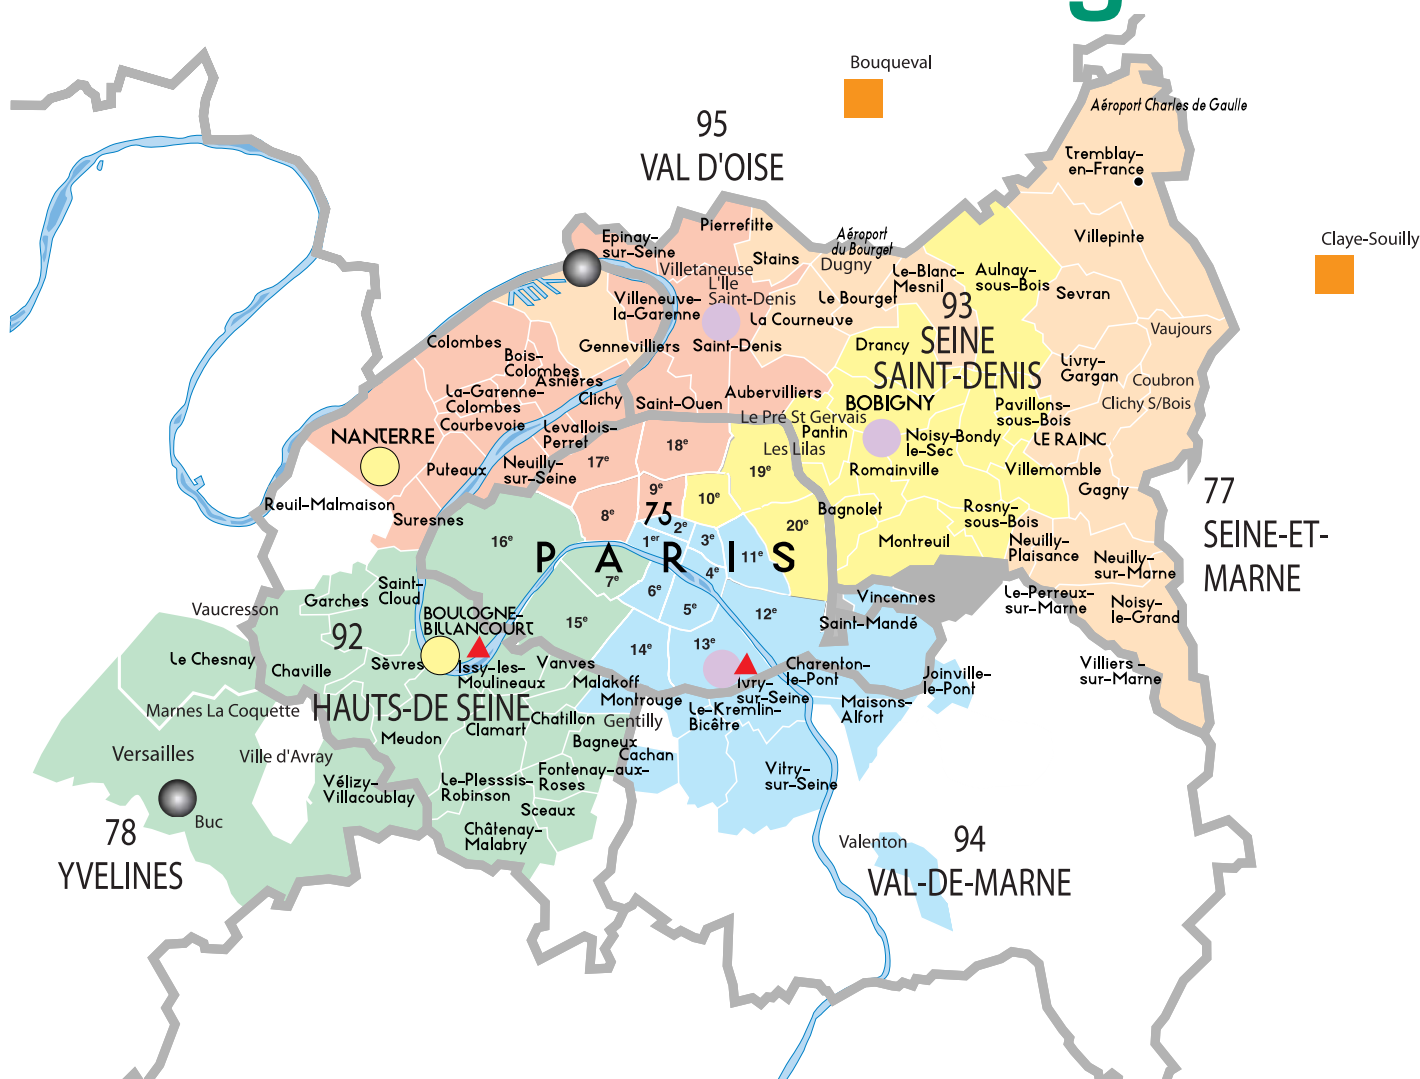 Bouqueval
Aéroport Charles de Gaulle
95
VAL D'OISE
Tremblay-
en-France
Pierrefitte
Epinay-
sur-Seine
Stains
Aéroport
du Bourget
Villepinte
Claye-Souilly
Villetaneuse
Dugny
Le-Blanc-
Mesnil
Aulnay-
sous-Bois
L'Ile
Saint-Denis
Villeneuve-
la-Garenne
Le Bourget
93
SEINE
SAINT-DENIS
Sevran
La Courneuve
Vaujours
Colombes
Gennevilliers
Saint-Denis
Drancy
Bois-
Colombes
Asnières
Livry-
Gargan
Coubron
La-Garenne-
Colombes
Clichy
Saint-Ouen
Aubervilliers
BOBIGNY
Pavillons-
sous-Bois
Clichy S/Bois
Courbevoie
Levallois-
Perret
Le Pré St Gervais
Pantin
NANTERRE
18e
Les Lilas
Noisy-
le-Sec
Bondy
LE RAINC
Puteaux
Neuilly-
sur-Seine
17e
19e
Romainville
Villemomble
Gagny
9e
10e
77
SEINE-ET-
MARNE
Reuil-Malmaison
Suresnes
8e
75
2e
20e
Bagnolet
Rosny-
sous-Bois
16e
1er
3e
PARIS
11e
Montreuil
Neuilly-
Plaisance
Neuilly-
sur-Marne
7e
4e
Saint-
Cloud
6e
5e
12e
Vincennes
Le-Perreux-
sur-Marne
Noisy-
le-Grand
Garches
Vaucresson
BOULOGNE-
BILLANCOURT
15e
Saint-Mandé
92
HAUTS-DE SEINE
14e
13e
Le Chesnay
Chaville
Sèvres
Issy-les-
Moulineaux
Vanves
Malakoff
Charenton-
le-Pont
Joinville-
le-Pont
Villiers -
sur-Marne
Ivry-
sur-Seine
Montrouge
Maisons-
Alfort
Marnes La Coquette
Chatillon
Gentilly
Le-Kremlin-
Bicêtre
Clamart
Meudon
Bagneux
Cachan
Versailles
Ville d'Avray
Fontenay-aux-
Roses
Vitry-
sur-Seine
Vélizy-
Villacoublay
Le-Plesssis-
Robinson
Sceaux
Buc
78
YVELINES
Châtenay-
Malabry
Valenton
94
VAL-DE-MARNE